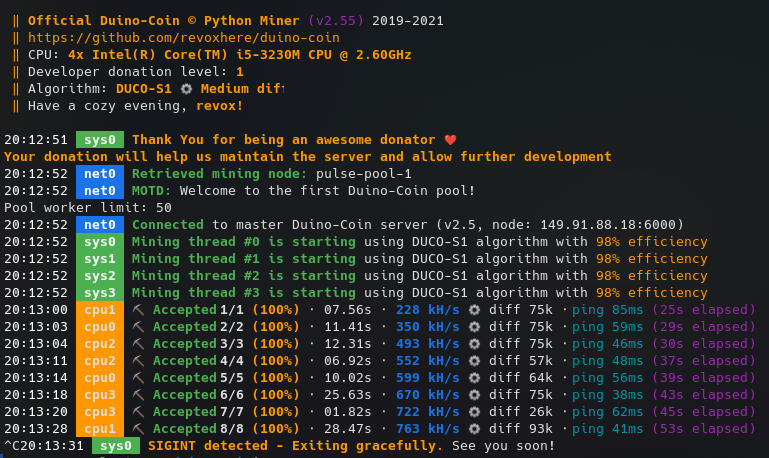 ‖ Official Duino-Coin © Python Miner (v2.55) 2019-2021
‖ https://github.com/revoxhere/duino-coin
‖ CPU: 4x Intel(R) Core(TM) i5-3230M CPU @ 2.60GHz
‖ Developer donation level: 1
‖ Algorithm: DUCO-S1 ⚙ Medium diff
‖ Have a cozy evening, revox!
20:12:51 sys0 Thank You for being an awesome donator ❤️
Your donation will help us maintain the server and allow further development
20:12:52 net0 Retrieved mining node: pulse-pool-1
20:12:52 net0 MOTD: Welcome to the first Duino-Coin pool!
Pool worker limit: 50
20:12:52 net0 Connected to master Duino-Coin server (v2.5, node: 149.91.88.18:6000)
20:12:52 sys0 Mining thread #0 is starting using DUCO-S1 algorithm with 98% efficiency
20:12:52 sys1 Mining thread #1 is starting using DUCO-S1 algorithm with 98% efficiency
20:12:52 sys2 Mining thread #2 is starting using DUCO-S1 algorithm with 98% efficiency
20:12:52 sys3 Mining thread #3 is starting using DUCO-S1 algorithm with 98% efficiency
20:13:00 cpu1 ⛏ Accepted 1/1 (100%) · 07.56s · 228 kH/s ⚙ diff 75k · ping 85ms (25s elapsed)
20:13:03 cpu0 ⛏ Accepted 2/2 (100%) · 11.41s · 350 kH/s ⚙ diff 75k · ping 59ms (29s elapsed)
20:13:04 cpu2 ⛏ Accepted 3/3 (100%) · 12.31s · 493 kH/s ⚙ diff 75k · ping 46ms (30s elapsed)
20:13:11 cpu2 ⛏ Accepted 4/4 (100%) · 06.92s · 552 kH/s ⚙ diff 57k · ping 48ms (37s elapsed)
20:13:14 cpu0 ⛏ Accepted 5/5 (100%) · 10.02s · 599 kH/s ⚙ diff 64k · ping 56ms (39s elapsed)
20:13:18 cpu3 ⛏ Accepted 6/6 (100%) · 25.63s · 670 kH/s ⚙ diff 75k · ping 38ms (43s elapsed)
20:13:20 cpu3 ⛏ Accepted 7/7 (100%) · 01.82s · 722 kH/s ⚙ diff 26k · ping 62ms (45s elapsed)
20:13:28 cpu1 ⛏ Accepted 8/8 (100%) · 28.47s · 763 kH/s ⚙ diff 93k · ping 41ms (53s elapsed)
^C20:13:31 sys0 SIGINT detected - Exiting gracefully. See you soon!